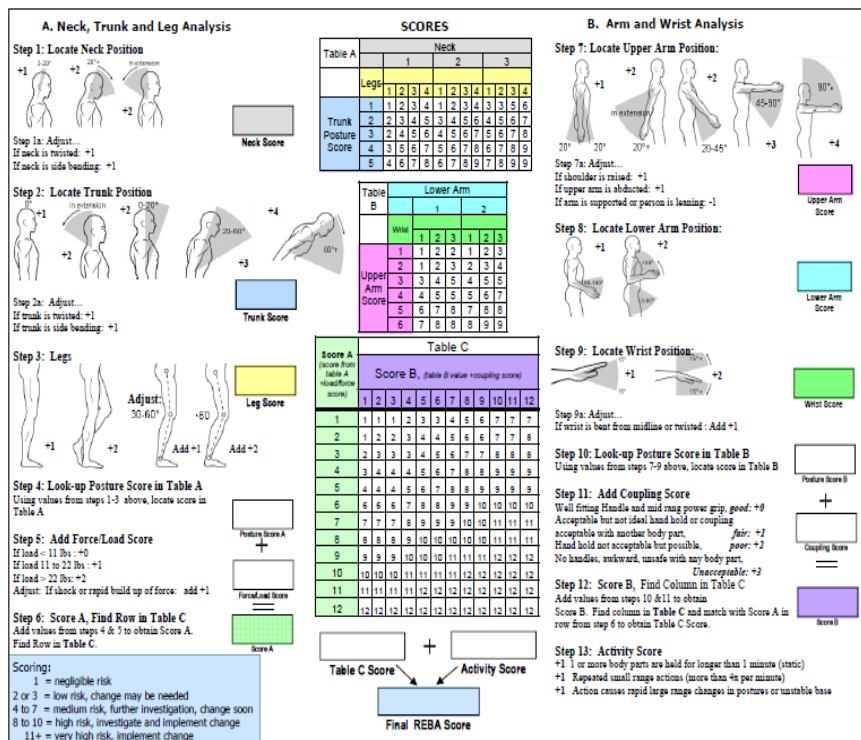 A. Neck, Trunk and Leg Analysis
Step 1: Locate Neck Position
+1
20°+
+2
in extension
+2
Neck Score
Step 1a: Adjust…
If neck is twisted: +1
If neck is side bending: +1
Step 2: Locate Trunk Position
0°
+1
in extension
+2
+2
0-20°
20-60°
+3
+4
60°+
Step 2a: Adjust…
If trunk is twisted: +1
If trunk is side bending: +1
Trunk Score
Step 3: Legs
+1
+2
Adjust:
30-60°
Add +1
+60
Add +2
Leg Score
Step 4: Look-up Posture Score in Table A
Using values from steps 1-3 above, locate score in
Table A
Posture Score A
+
Step 5: Add Force/Load Score
If load < 11 lbs : +0
If load 11 to 22 lbs : +1
If load > 22 lbs: +2
Adjust: If shock or rapid build up of force: add +1
Force/Load Score
=
Step 6: Score A, Find Row in Table C
Add values from steps 4 & 5 to obtain Score A.
Find Row in Table C.
Score A
Scoring:
1 = negligible risk
2 or 3 = low risk, change may be needed
4 to 7 = medium risk, further investigation, change soon
8 to 10 = high risk, investigate and implement change
11+ = very high risk, implement change
SCORES
Table A
Neck
1 2 3
Legs
1 2 3 4 1 2 3 4 1 2 3 4
Trunk Posture Score
1 1 2 3 4 1 2 3 4 3 3 5 6
2 2 3 4 5 3 4 5 6 4 5 6 7
3 2 4 5 6 4 5 6 7 5 6 7 8
4 3 5 6 7 5 6 7 8 6 7 8 9
5 4 6 7 8 6 7 8 9 7 8 9 9
Table B
Lower Arm
1 2
Wrist
1 2 3 1 2 3
Upper Arm Score
1 1 2 2 1 2 3
2 1 2 3 2 3 4
3 3 4 5 4 5 5
4 4 5 5 5 6 7
5 6 7 8 7 8 8
6 7 8 8 8 9 9
Score A
(score from
table A
+load/force
score)
Table C
Score B, (table B value +coupling score)
1 2 3 4 5 6 7 8 9 10 11 12
1 1 1 1 2 3 3 4 5 6 7 7 7
2 1 2 2 3 4 4 5 6 6 7 7 8
3 2 3 3 3 4 5 6 7 7 8 8 8
4 3 4 4 4 5 6 7 8 8 9 9 9
5 4 4 4 5 6 7 8 8 9 9 9 9
6 6 6 6 7 8 8 9 9 10 10 10 10
7 7 7 7 8 9 9 9 10 10 11 11 11
8 8 8 8 9 10 10 10 10 10 11 11 11
9 9 9 9 10 10 10 11 11 11 12 12 12
10 10 10 10 11 11 11 11 12 12 12 12 12
11 11 11 11 11 12 12 12 12 12 12 12 12
12 12 12 12 12 12 12 12 12 12 12 12 12
+
Table C Score
Activity Score
Final REBA Score
B. Arm and Wrist Analysis
Step 7: Locate Upper Arm Position:
+1
20° 20°
+2
in extension
20°+
+2
20-45°
45-90°
+3
90°+
+4
Step 7a: Adjust…
If shoulder is raised: +1
If upper arm is abducted: +1
If arm is supported or person is leaning: -1
Upper Arm
Score
Step 8: Locate Lower Arm Position:
+1
+2
Lower Arm
Score
Step 9: Locate Wrist Position:
15°
15°
+1
15°+
15°+
+2
Wrist Score
Step 9a: Adjust…
If wrist is bent from midline or twisted : Add +1
Step 10: Look-up Posture Score in Table B
Using values from steps 7-9 above, locate score in Table B
Posture Score B
+
Step 11: Add Coupling Score
Well fitting Handle and mid rang power grip, good: +0
Acceptable but not ideal hand hold or coupling
acceptable with another body part, fair: +1
Hand hold not acceptable but possible, poor: +2
No handles, awkward, unsafe with any body part,
Unacceptable: +3
Coupling Score
=
Step 12: Score B, Find Column in Table C
Add values from steps 10 &11 to obtain
Score B. Find column in Table C and match with Score A in
row from step 6 to obtain Table C Score.
Score B
Step 13: Activity Score
+1 1 or more body parts are held for longer than 1 minute (static)
+1 Repeated small range actions (more than 4x per minute)
+1 Action causes rapid large range changes in postures or unstable base